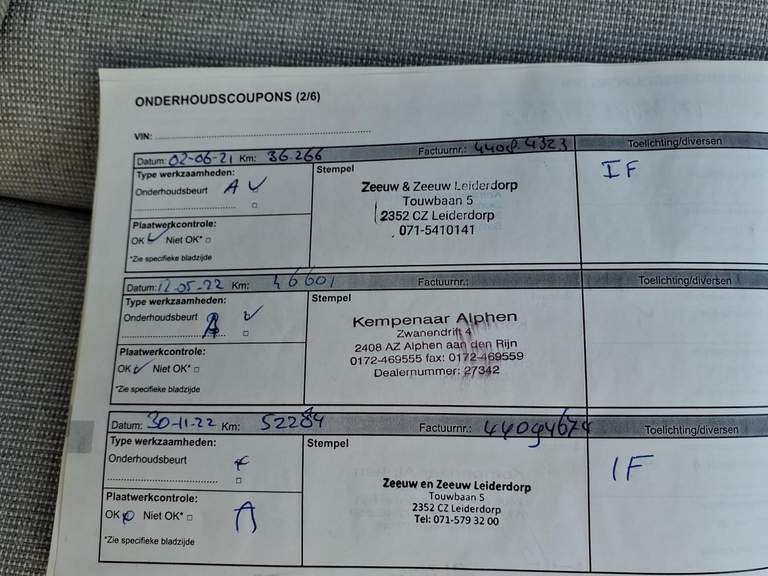 ONDERHOUDSCOUPONS (2/6)
VIN:
Datum: 02-06-21 Km: 36.266 Factuurnr.: Toelichting/diversen
Type werkzaamheden:
Onderhoudsbeurt A
Plaatwerkcontrole:
OK Niet OK*
*Zie specifieke bladzijde
Stempel
Zeeuw & Zeeuw Leiderdorp
Touwbaan 5
2352 CZ Leiderdorp
071-5410141
IF
Datum: 12-05-22 Km: 46601 Factuurnr.: Toelichting/diversen
Type werkzaamheden:
Onderhoudsbeurt
A
Plaatwerkcontrole:
OK Niet OK*
*Zie specifieke bladzijde
Stempel
Kempenaar Alphen
Zwanendrift 4
2408 AZ Alphen aan den Rijn
0172-469555 fax: 0172-469559
Dealernummer: 27342
Datum: 30-11-22 Km: 52284 Factuurnr.: Toelichting/diversen
Type werkzaamheden:
Onderhoudsbeurt
Plaatwerkcontrole:
OK Niet OK* A
*Zie specifieke bladzijde
Stempel
Zeeuw en Zeeuw Leiderdorp
Touwbaan 5
2352 CZ Leiderdorp
Tel: 071-579 32 00
IF